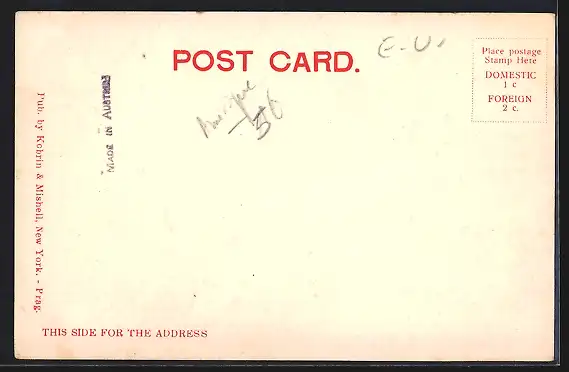 POST CARD.
E.U.
Place postage
Stamp Here
DOMESTIC
1 c
FOREIGN
2 c.
MADE IN AUSTRIA
56
Pub. by Kobrin & Mishell, New York. - Prag.
THIS SIDE FOR THE ADDRESS